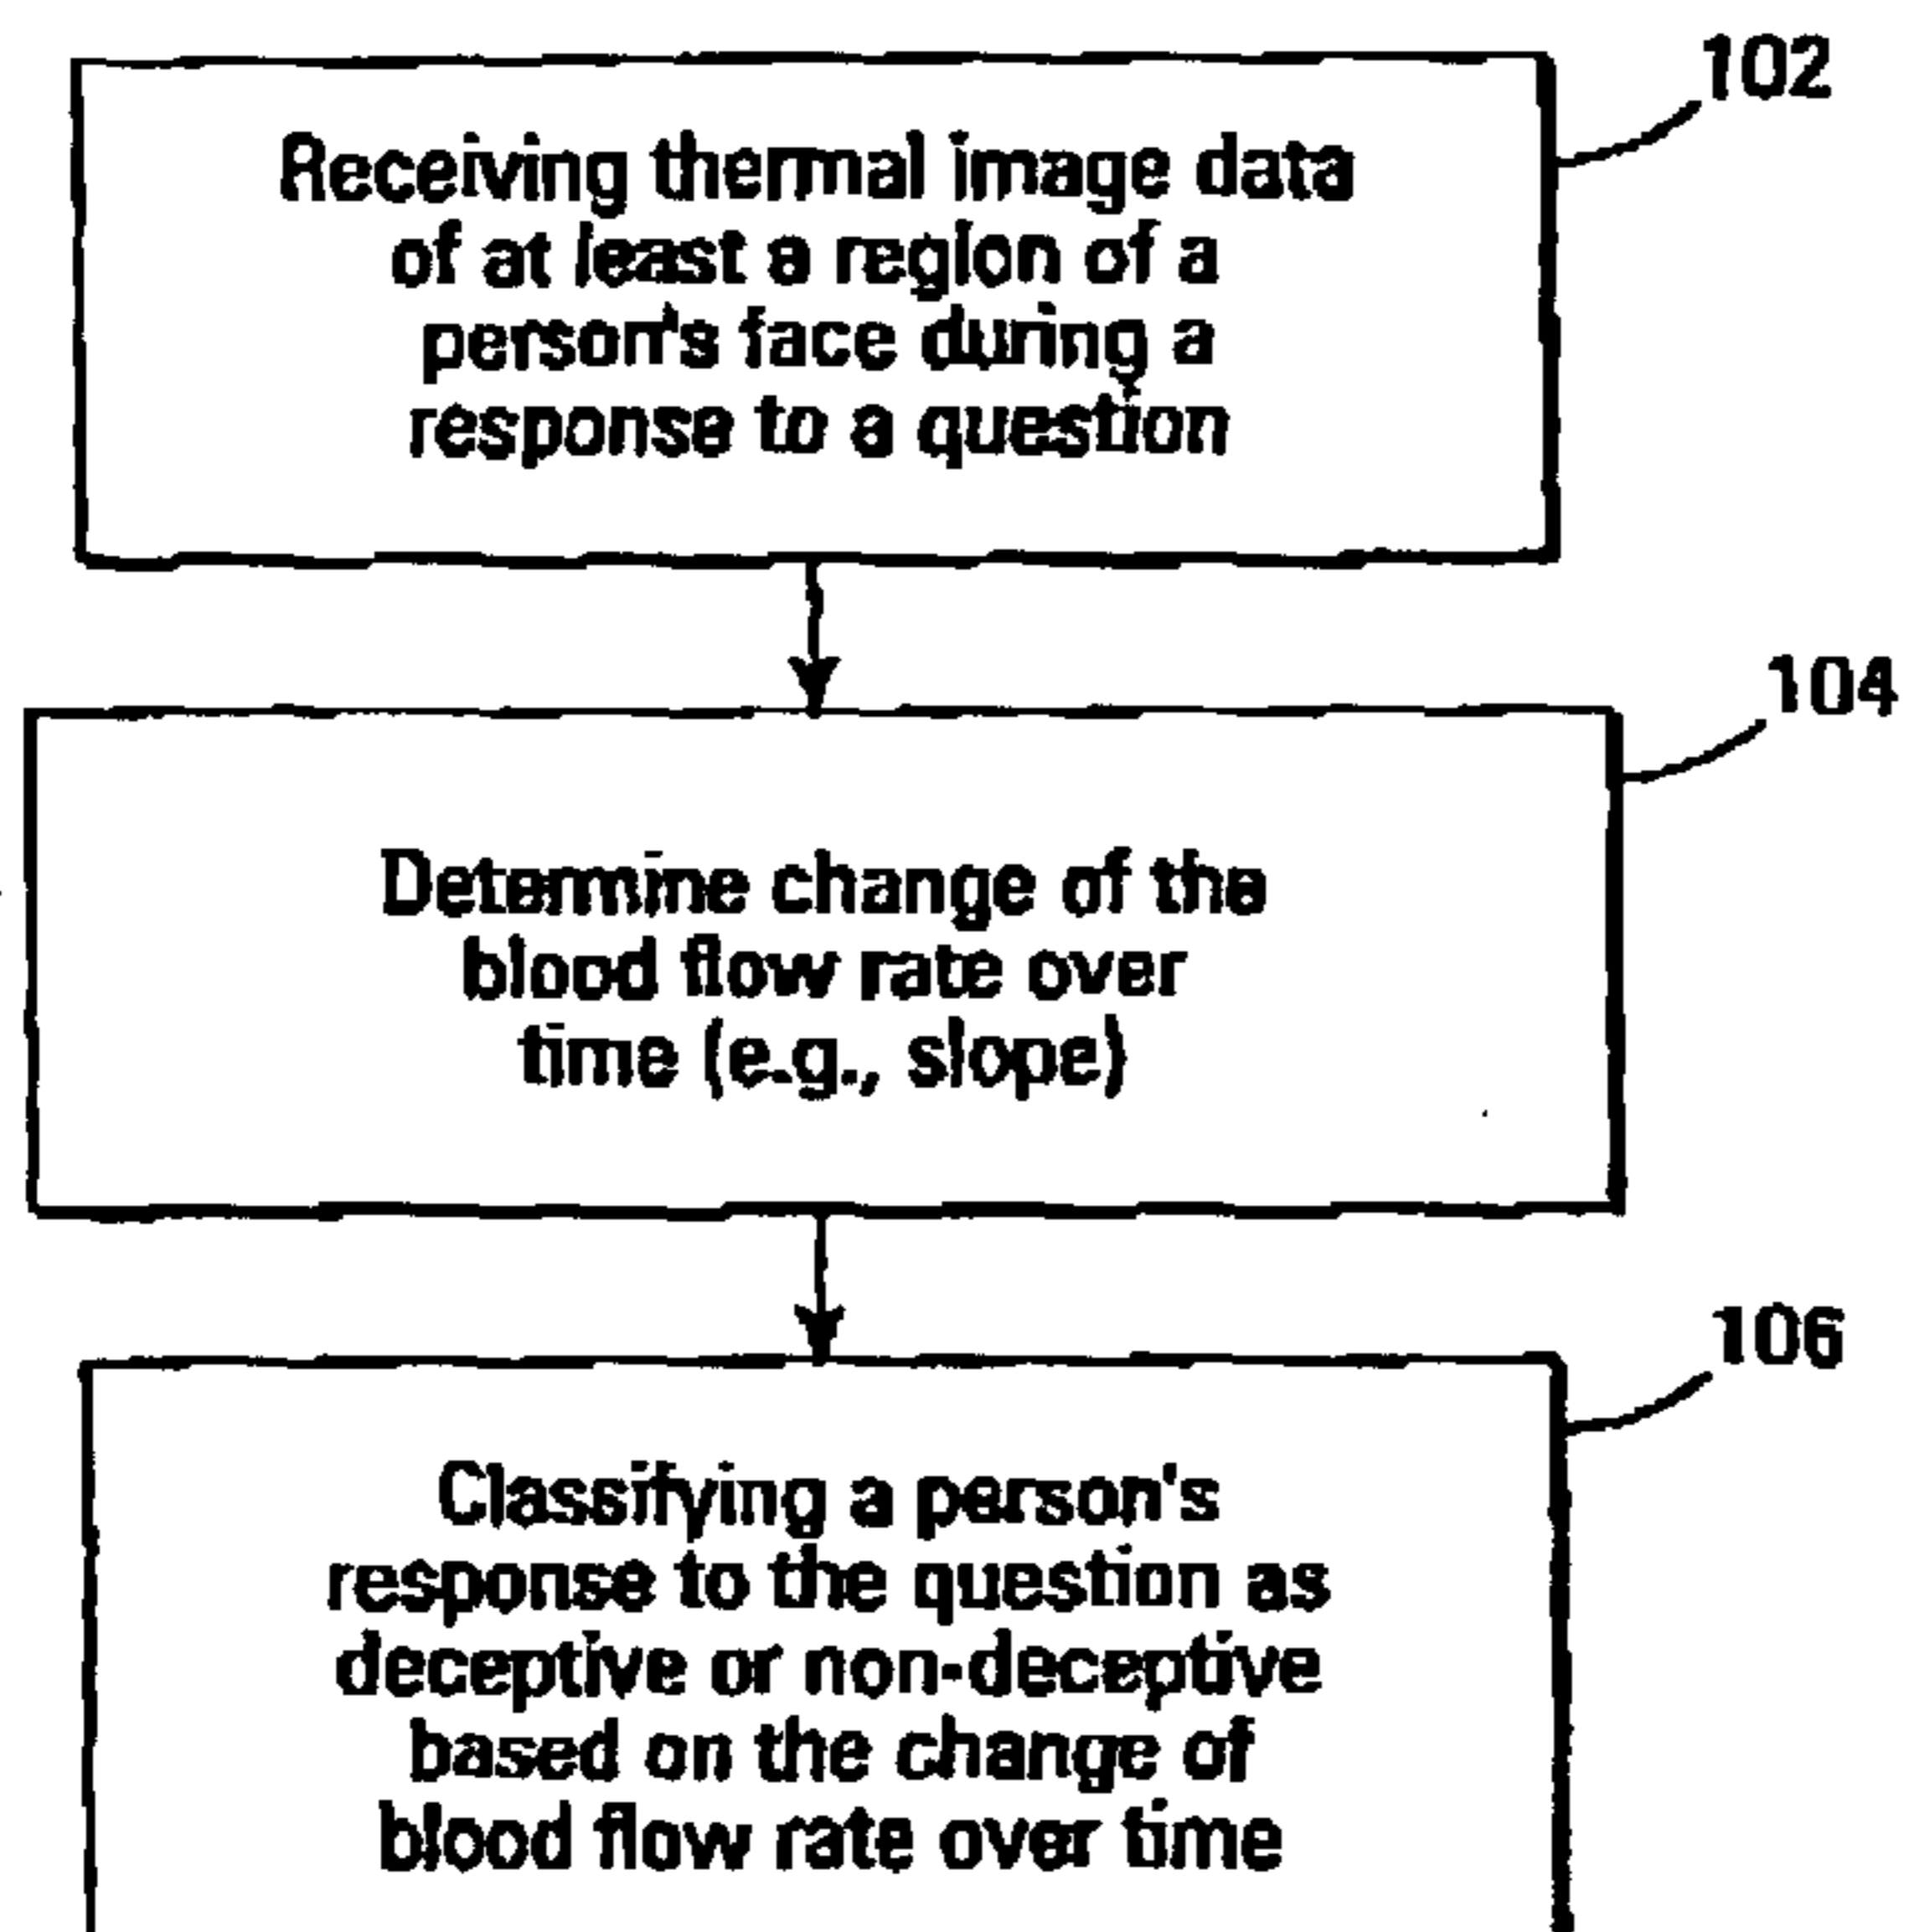 102
Receiving thermal image data
of at least a region of a
person's face during a
response to a question
104
Determine change of the
blood flow rate over
time (e.g., slope)
106
Classifying a person's
response to the question as
deceptive or non-deceptive
based on the change of
blood flow rate over time